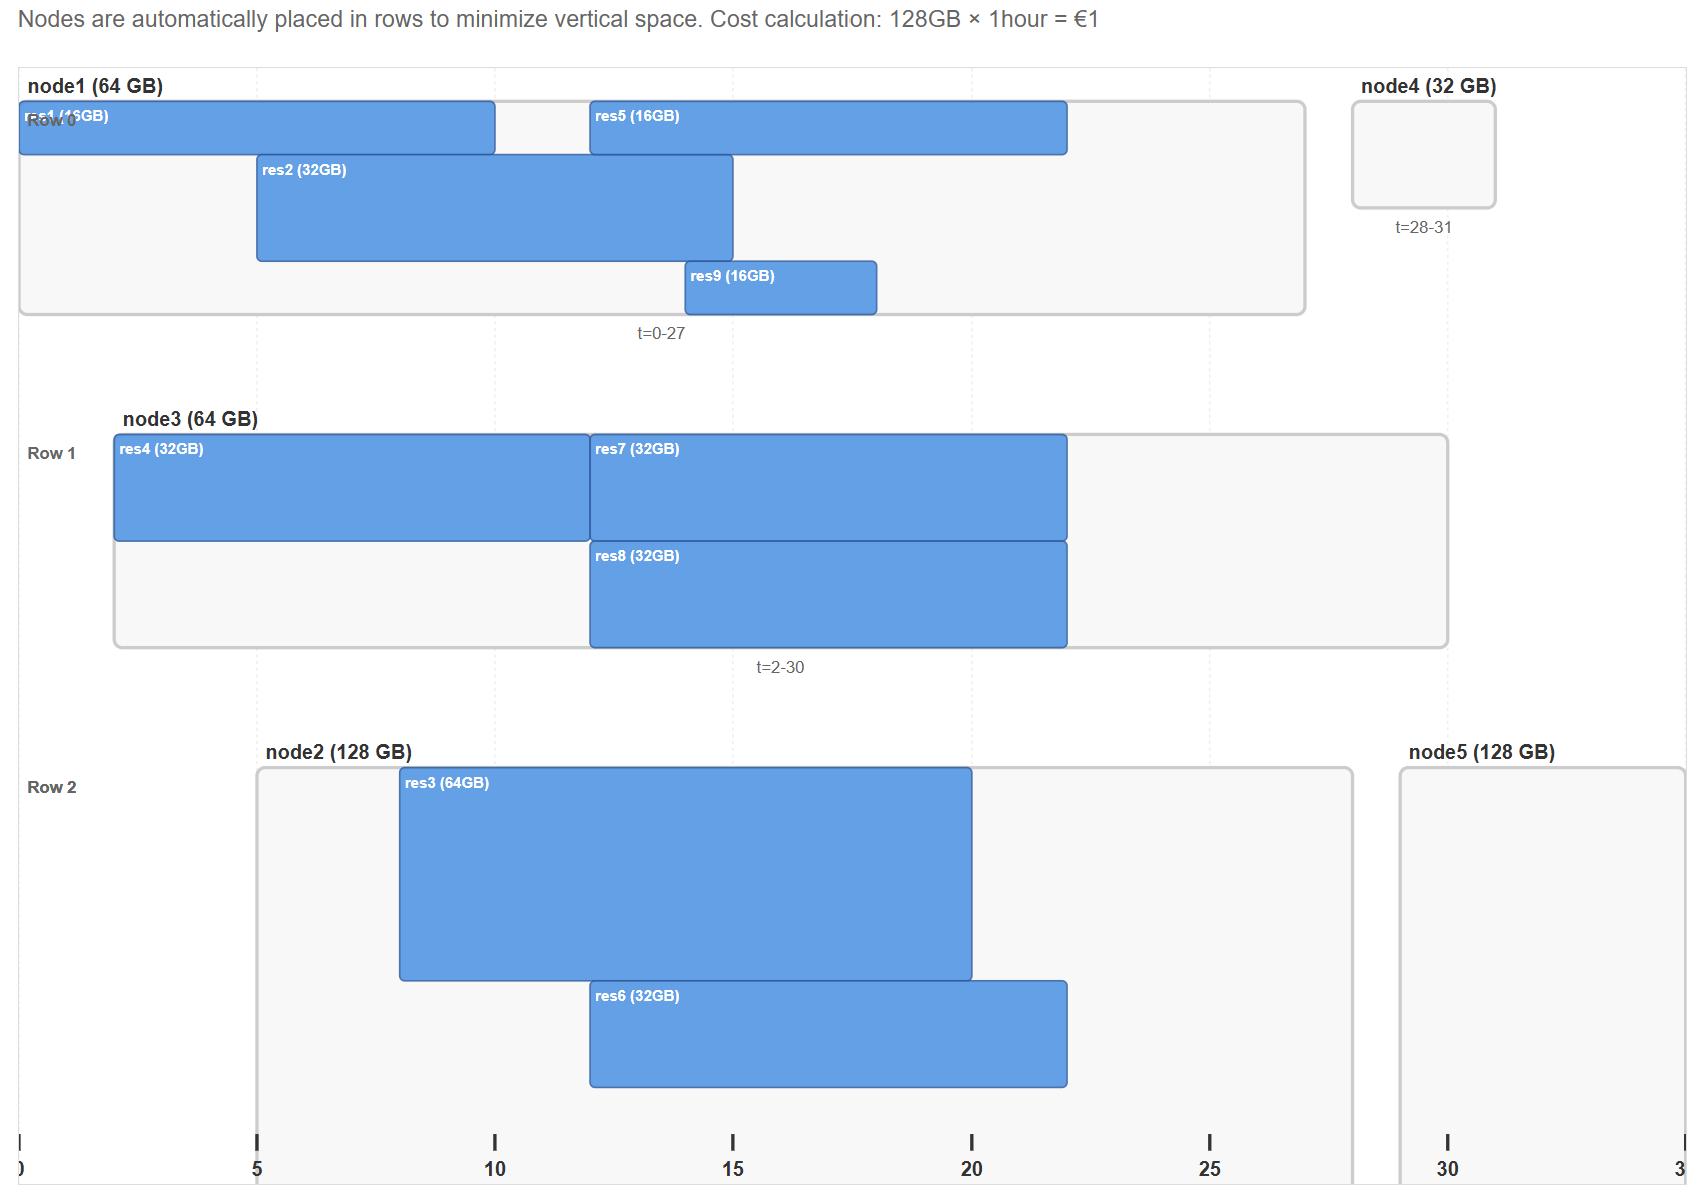 Nodes are automatically placed in rows to minimize vertical space. Cost calculation: 128GB × 1hour = €1
node1 (64 GB)
node4 (32 GB)
res1 (16GB)
Row 0
res5 (16GB)
res2 (32GB)
t=28-31
res9 (16GB)
t=0-27
node3 (64 GB)
Row 1
res4 (32GB)
res7 (32GB)
res8 (32GB)
t=2-30
node2 (128 GB)
node5 (128 GB)
Row 2
res3 (64GB)
res6 (32GB)
0 5 10 15 20 25 30